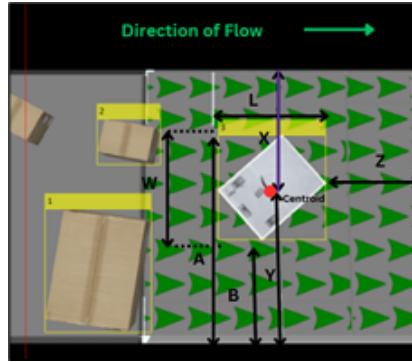 Direction of Flow
2
L
3
X
W
Z
Centroid
1
A
Y
B